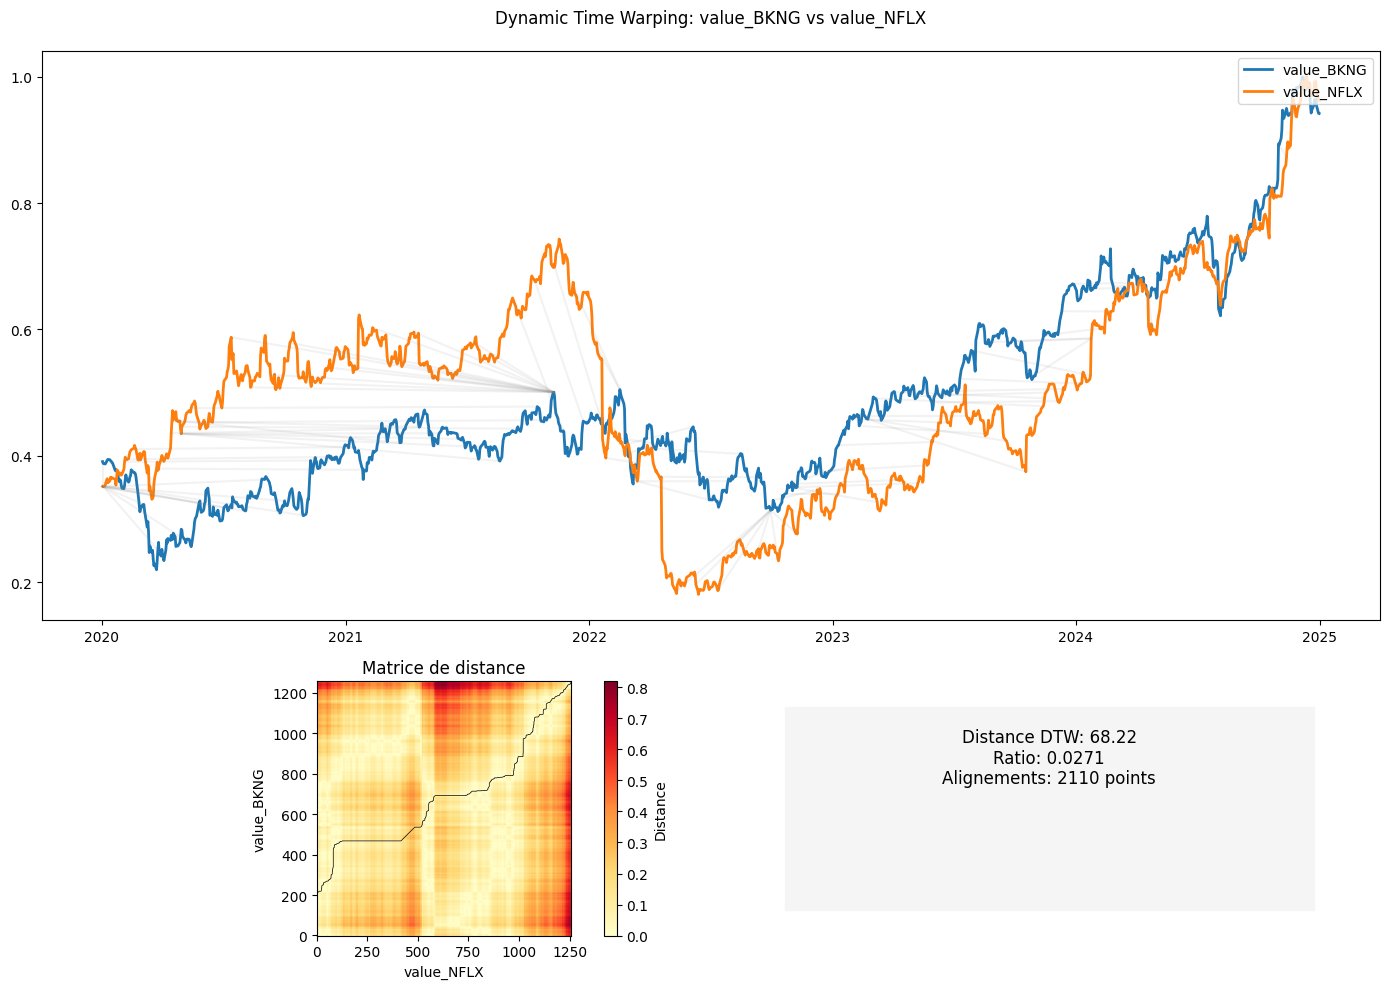 Dynamic Time Warping: value_BKNG vs value_NFLX
value_BKNG
value_NFLX
1.0
0.8
0.6
0.4
0.2
2020 2021 2022 2023 2024 2025
Matrice de distance
1200
1000
800
600
400
200
0
value_BKNG
0 250 500 750 1000 1250
value_NFLX
0.8
0.7
0.6
0.5
0.4
0.3
0.2
0.1
0.0
Distance
Distance DTW: 68.22
Ratio: 0.0271
Alignements: 2110 points